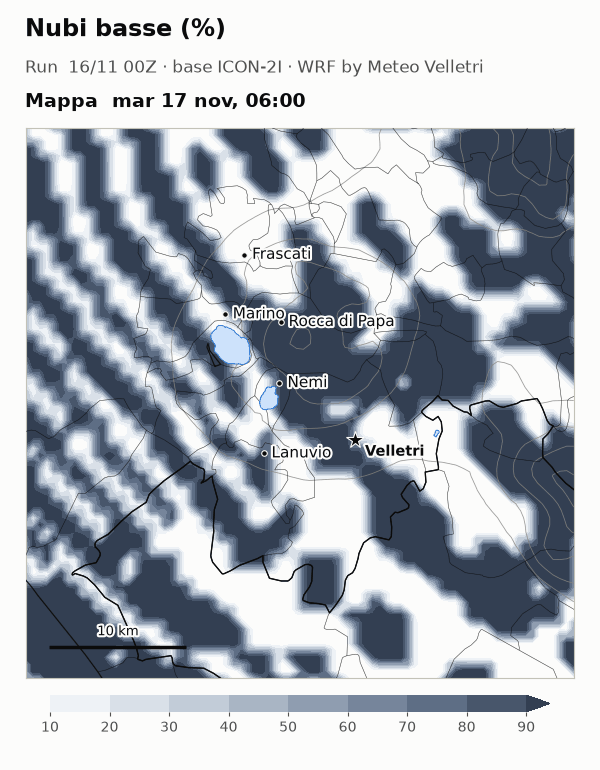 Nubi basse (%)
Run  16/11 00Z · base ICON-2I · WRF by Meteo Velletri
Mappa  mar 17 nov, 06:00
Frascati
Marino
Rocca di Papa
Nemi
Velletri
Lanuvio
10 km
10 20 30 40 50 60 70 80 90